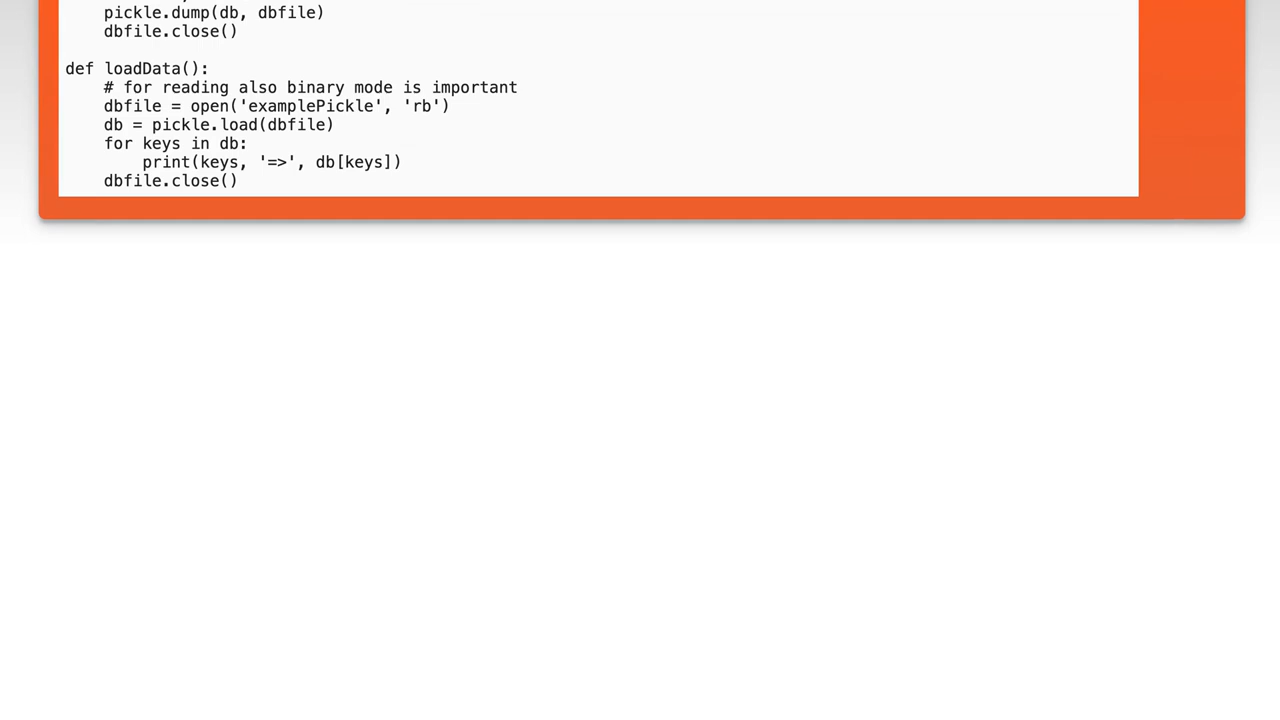 pickle.dump(db, dbfile)
dbfile.close()
def loadData():
# for reading also binary mode is important
dbfile = open('examplePickle', 'rb')
db = pickle.load(dbfile)
for keys in db:
print(keys, '=>', db[keys])
dbfile.close()